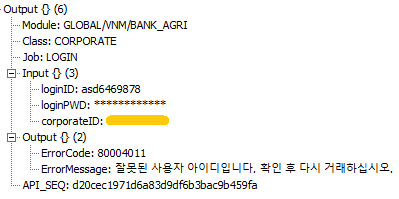 Output {} (6)
Module: GLOBAL/VNM/BANK_AGRI
Class: CORPORATE
Job: LOGIN
Input {} (3)
loginID: asd6469878
loginPWD: ************
corporateID:
Output {} (2)
ErrorCode: 80004011
ErrorMessage: 잘못된 사용자 아이디입니다. 확인 후 다시 거래하십시오.
API_SEQ: d20cec1971d6a83d9df6b3bac9b459fa